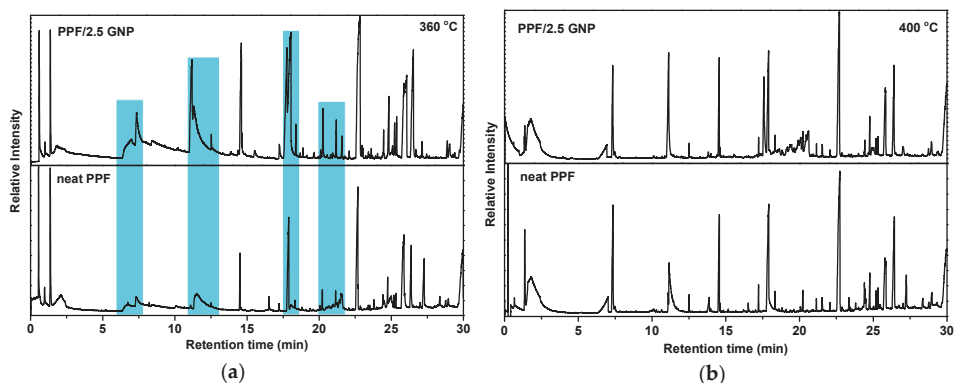 PPF/2.5 GNP
360 °C
neat PPF
Relative Intensity
0 5 10 15 20 25 30
Retention time (min)
(a)
PPF/2.5 GNP
400 °C
neat PPF
Relative Intensity
0 5 10 15 20 25 30
Retention time (min)
(b)